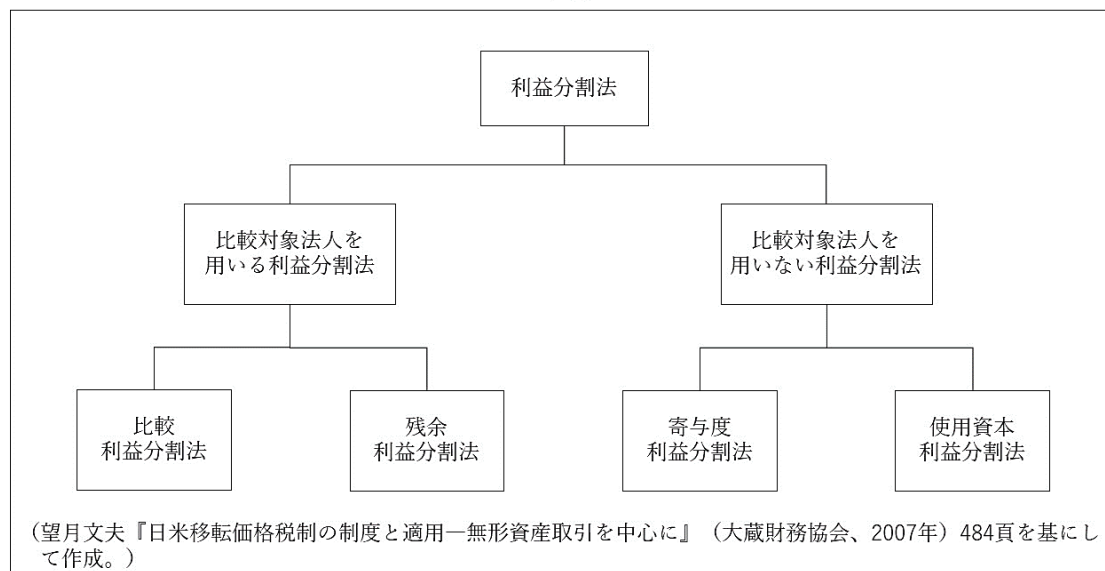 利益分割法
比較対象法人を
用いる利益分割法
比較対象法人を
用いない利益分割法
比較
利益分割法
残余
利益分割法
寄与度
利益分割法
使用資本
利益分割法
(望月文夫『日米移転価格税制の制度と適用―無形資産取引を中心に』(大蔵財務協会、2007年)484頁を基にし
て作成。)